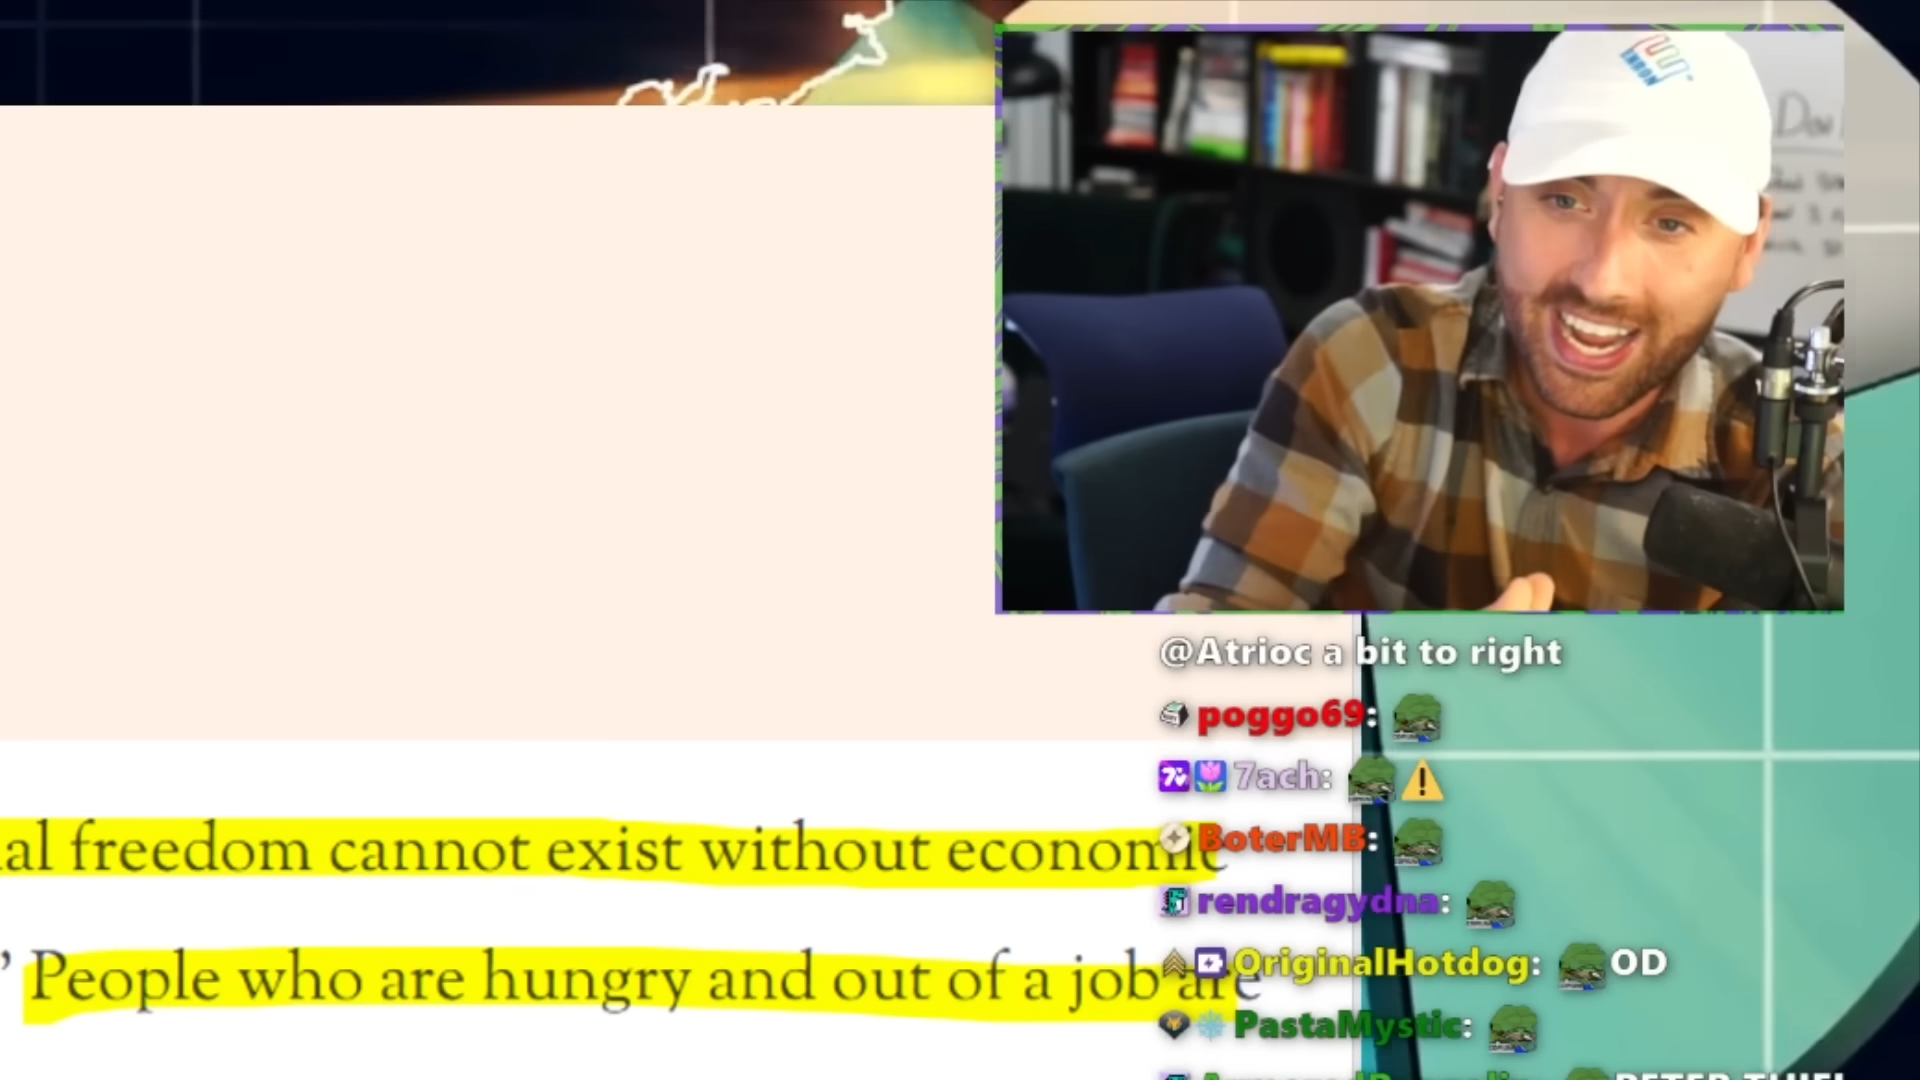 @Atrioc a bit to right
poggo69:
7ach:
BoterMB:
rendragydna:
OriginalHotdog: OD
PastaMystic:
al freedom cannot exist without economic
” People who are hungry and out of a job are